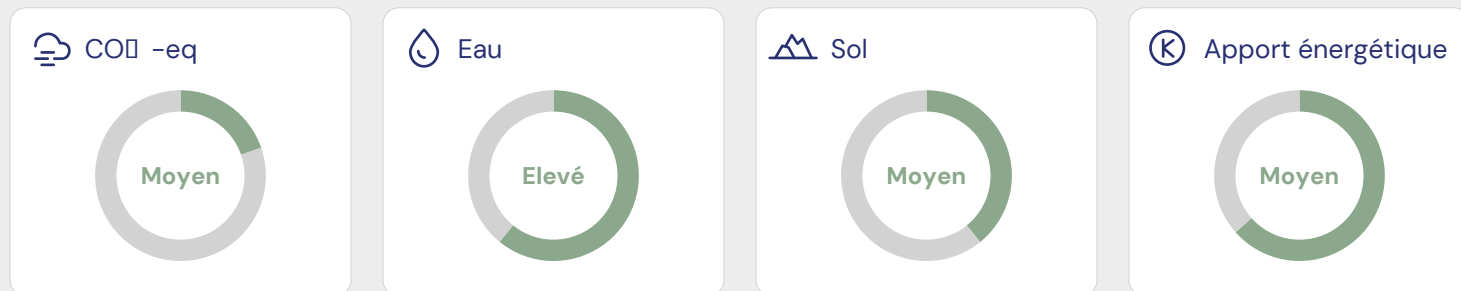 CO▯ -eq
Moyen
Eau
Elevé
Sol
Moyen
Apport énergétique
Moyen